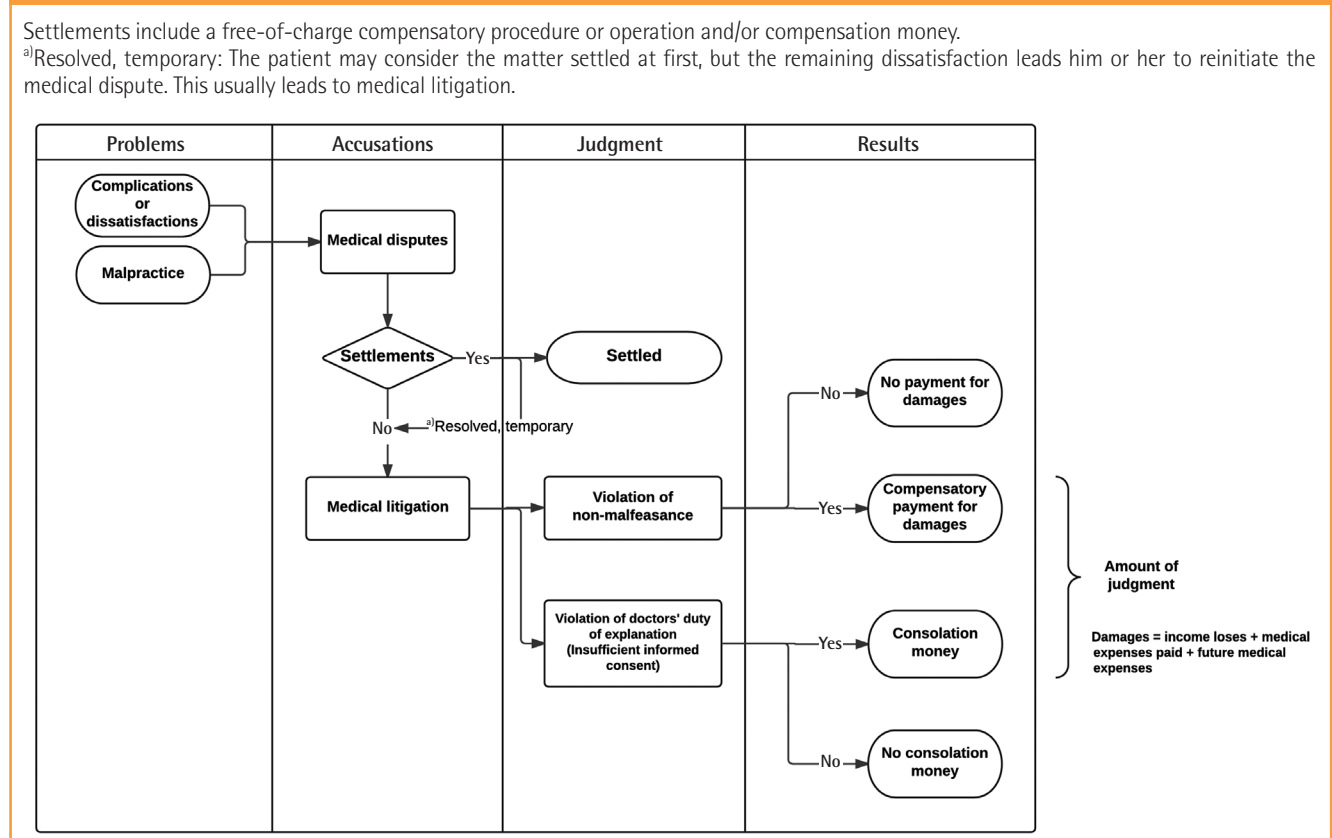 Settlements include a free-of-charge compensatory procedure or operation and/or compensation money.
a)Resolved, temporary: The patient may consider the matter settled at first, but the remaining dissatisfaction leads him or her to reinitiate the
medical dispute. This usually leads to medical litigation.
Problems
Accusations
Judgment
Results
Complications
or
dissatisfactions
Malpractice
Medical disputes
Settlements
Yes
Settled
No
a)Resolved, temporary
Medical litigation
Violation of
non-malfeasance
No
No payment for
damages
Yes
Compensatory
payment for
damages
Violation of doctors' duty
of explanation
(Insufficient informed
consent)
Yes
Consolation
money
No
No consolation
money
Amount of
judgment
Damages = income loses + medical
expenses paid + future medical
expenses